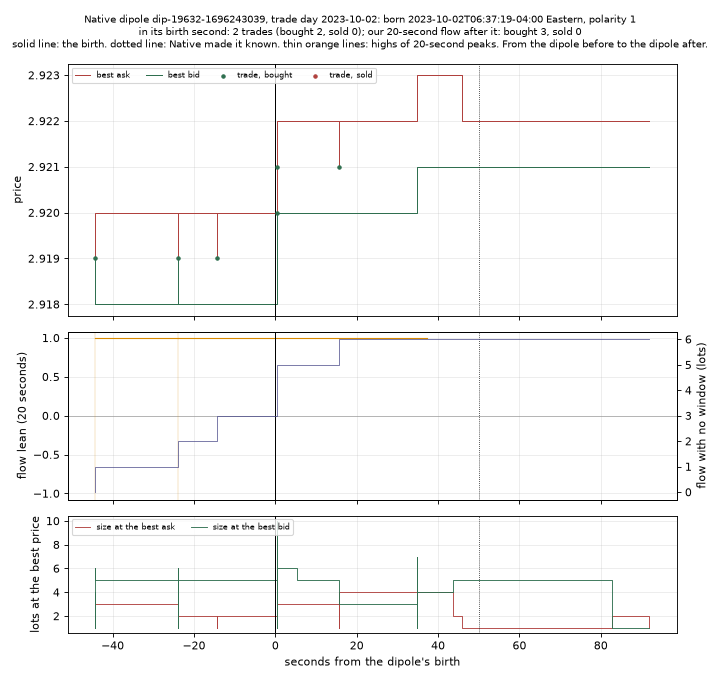 Native dipole dip-19632-1696243039, trade day 2023-10-02: born 2023-10-02T06:37:19-04:00 Eastern, polarity 1
in its birth second: 2 trades (bought 2, sold 0); our 20-second flow after it: bought 3, sold 0
solid line: the birth. dotted line: Native made it known. thin orange lines: highs of 20-second peaks. From the dipole before to the dipole after.
best ask
best bid
trade, bought
trade, sold
2.923
2.922
2.921
2.920
2.919
2.918
price
1.0
0.5
0.0
−0.5
−1.0
flow lean (20 seconds)
6
5
4
3
2
1
0
flow with no window (lots)
size at the best ask
size at the best bid
10
8
6
4
2
lots at the best price
−40
−20
0
20
40
60
80
seconds from the dipole's birth